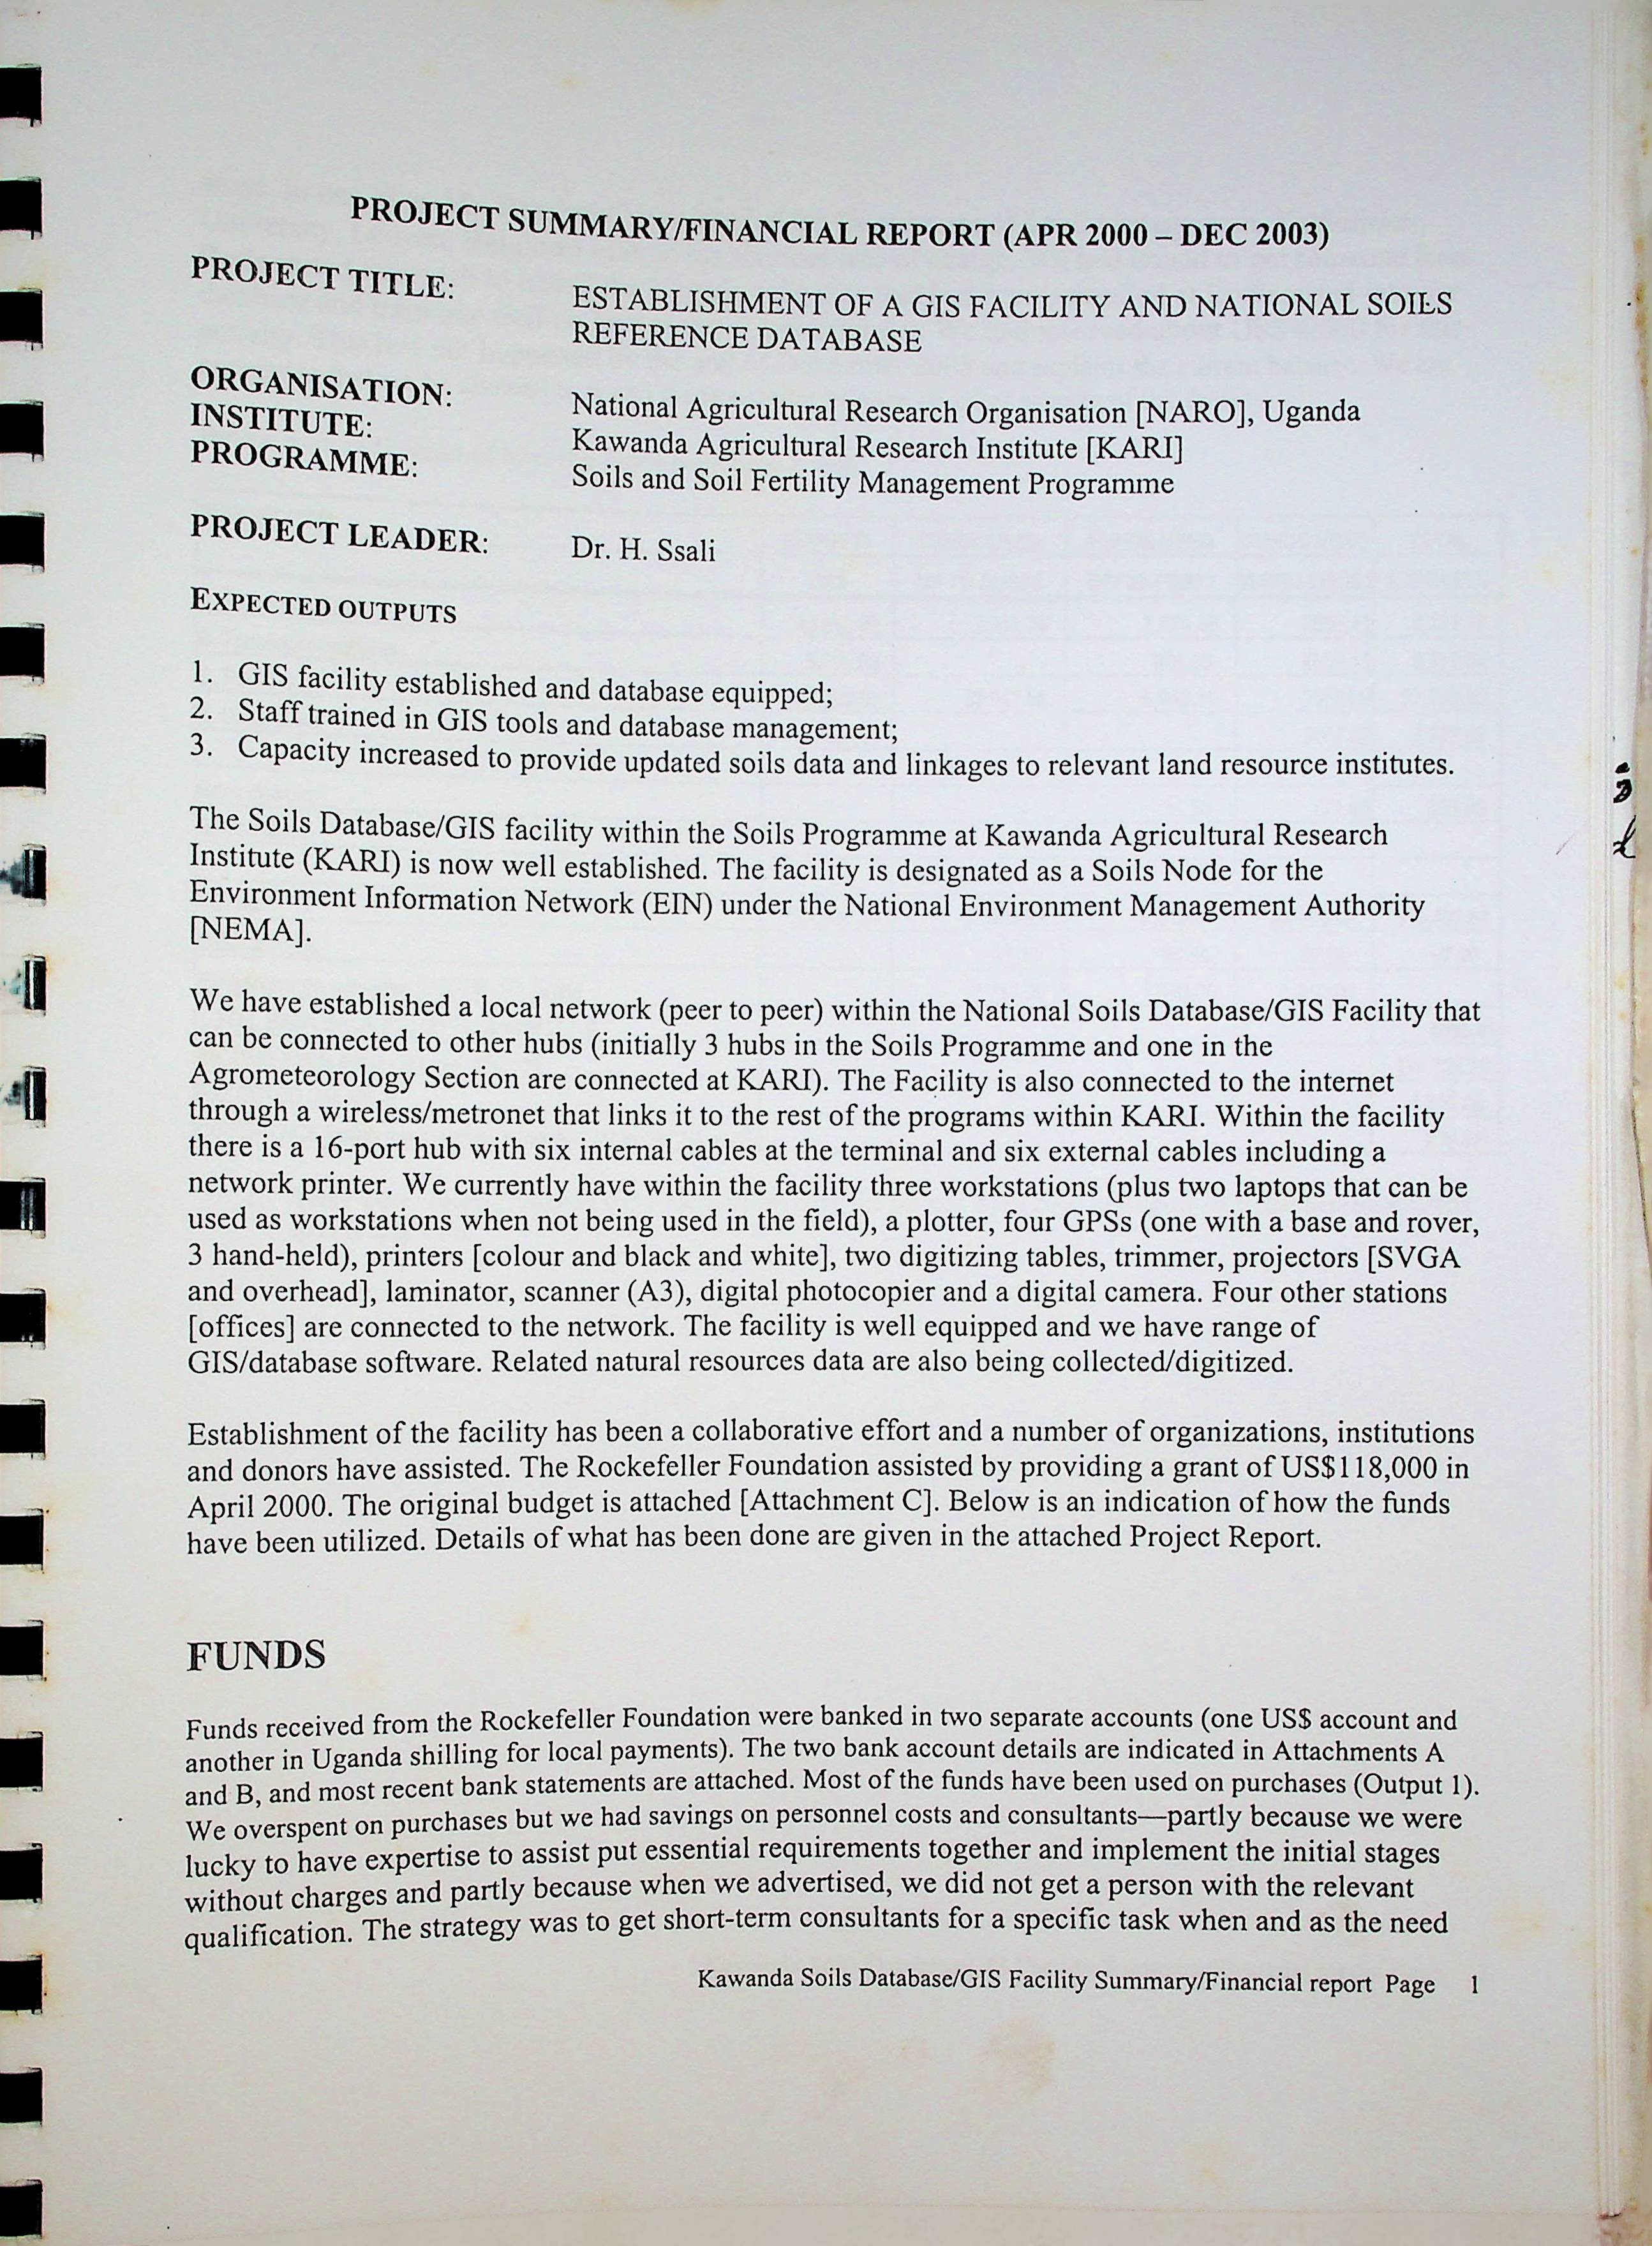 PROJECT SUMMARY/FINANCIAL REPORT (APR 2000 – DEC 2003)
PROJECT TITLE: ESTABLISHMENT OF A GIS FACILITY AND NATIONAL SOILS
REFERENCE DATABASE
ORGANISATION: National Agricultural Research Organisation [NARO], Uganda
INSTITUTE: Kawanda Agricultural Research Institute [KARI]
PROGRAMME: Soils and Soil Fertility Management Programme
PROJECT LEADER: Dr. H. Ssali
EXPECTED OUTPUTS
1. GIS facility established and database equipped;
2. Staff trained in GIS tools and database management;
3. Capacity increased to provide updated soils data and linkages to relevant land resource institutes.
The Soils Database/GIS facility within the Soils Programme at Kawanda Agricultural Research
Institute (KARI) is now well established. The facility is designated as a Soils Node for the
Environment Information Network (EIN) under the National Environment Management Authority
[NEMA].
We have established a local network (peer to peer) within the National Soils Database/GIS Facility that
can be connected to other hubs (initially 3 hubs in the Soils Programme and one in the
Agrometeorology Section are connected at KARI). The Facility is also connected to the internet
through a wireless/metronet that links it to the rest of the programs within KARI. Within the facility
there is a 16-port hub with six internal cables at the terminal and six external cables including a
network printer. We currently have within the facility three workstations (plus two laptops that can be
used as workstations when not being used in the field), a plotter, four GPSs (one with a base and rover,
3 hand-held), printers [colour and black and white], two digitizing tables, trimmer, projectors [SVGA
and overhead], laminator, scanner (A3), digital photocopier and a digital camera. Four other stations
[offices] are connected to the network. The facility is well equipped and we have range of
GIS/database software. Related natural resources data are also being collected/digitized.
Establishment of the facility has been a collaborative effort and a number of organizations, institutions
and donors have assisted. The Rockefeller Foundation assisted by providing a grant of US$118,000 in
April 2000. The original budget is attached [Attachment C]. Below is an indication of how the funds
have been utilized. Details of what has been done are given in the attached Project Report.
FUNDS
Funds received from the Rockefeller Foundation were banked in two separate accounts (one US$ account and
another in Uganda shilling for local payments). The two bank account details are indicated in Attachments A
and B, and most recent bank statements are attached. Most of the funds have been used on purchases (Output 1).
We overspent on purchases but we had savings on personnel costs and consultants—partly because we were
lucky to have expertise to assist put essential requirements together and implement the initial stages
without charges and partly because when we advertised, we did not get a person with the relevant
qualification. The strategy was to get short-term consultants for a specific task when and as the need
Kawanda Soils Database/GIS Facility Summary/Financial report Page 1